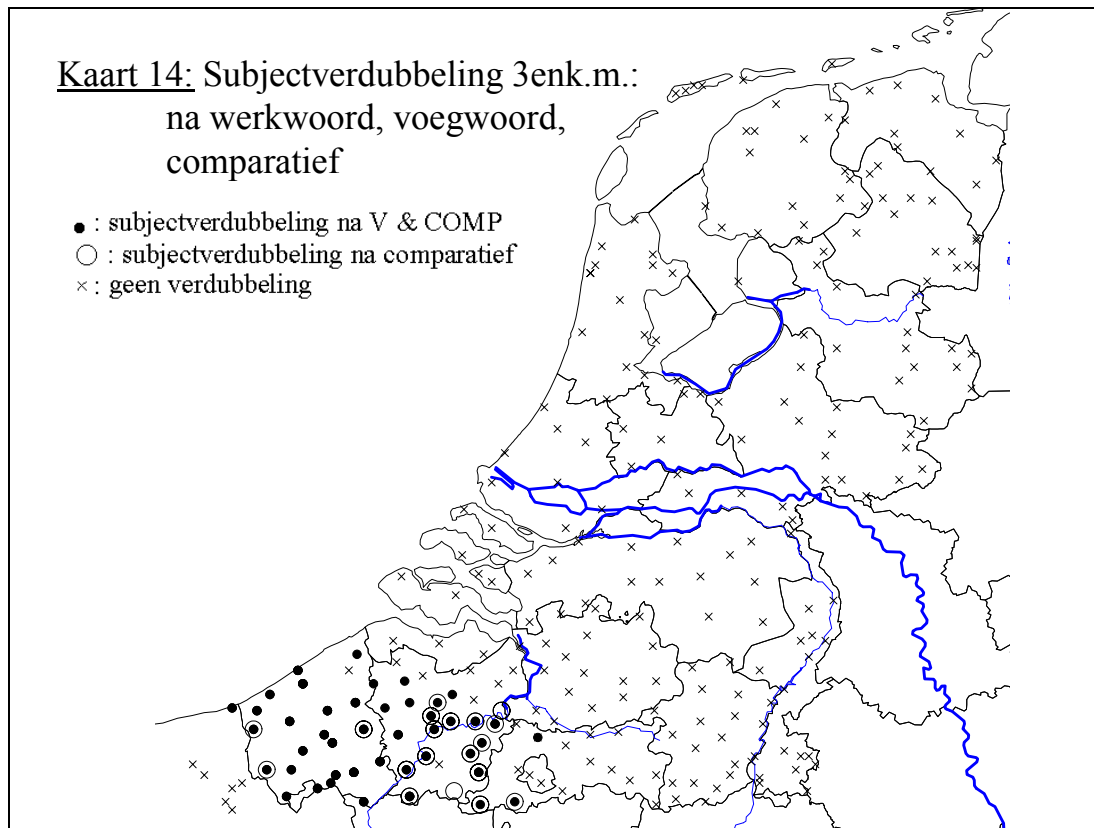 Kaart 14: Subjectverdubbeling 3enk.m.:
na werkwoord, voegwoord,
comparatief
● : subjectverdubbeling na V & COMP
○ : subjectverdubbeling na comparatief
× : geen verdubbeling